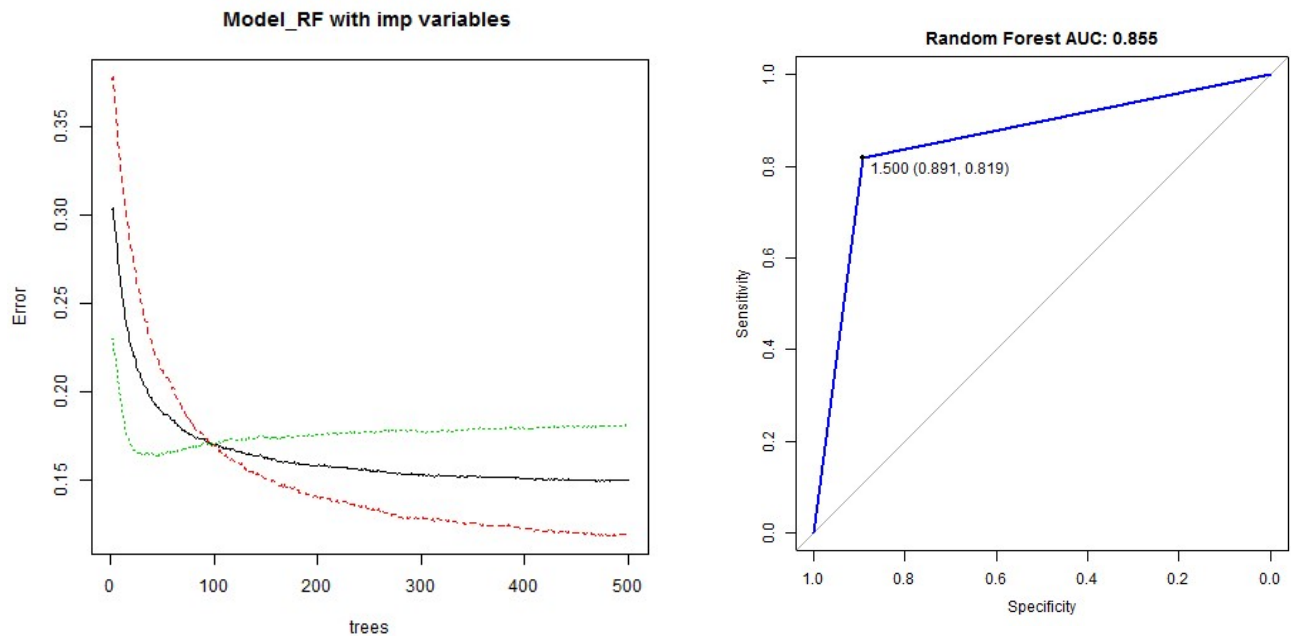 Model_RF with imp variables
Error
0.35
0.30
0.25
0.20
0.15
0 100 200 300 400 500
trees
Random Forest AUC: 0.855
Sensitivity
1.0
0.8
0.6
0.4
0.2
0.0
1.500 (0.891, 0.819)
1.0 0.8 0.6 0.4 0.2 0.0
Specificity